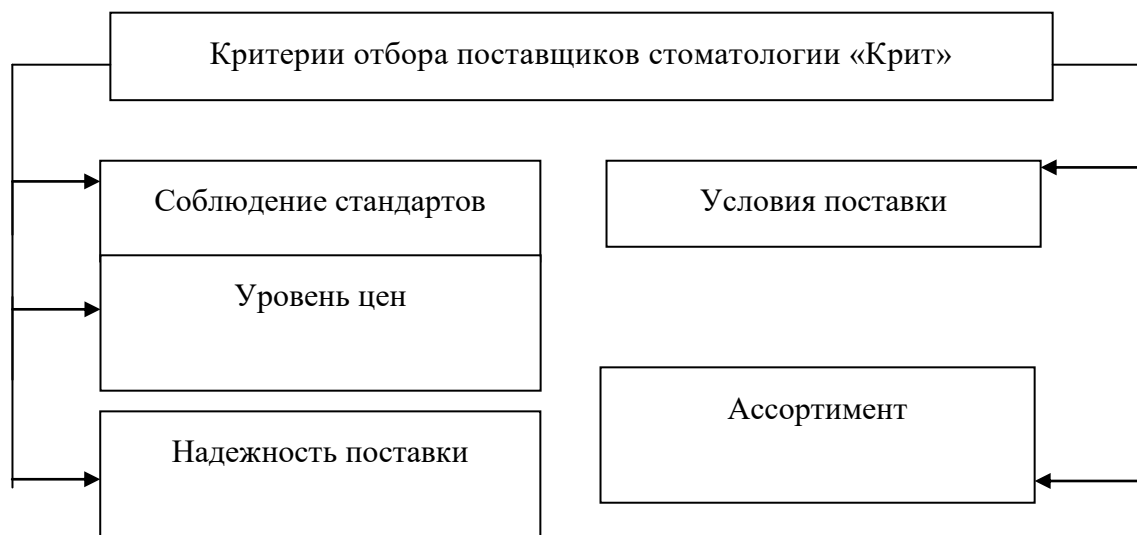 Критерии отбора поставщиков стоматологии «Крит»
Соблюдение стандартов
Условия поставки
Уровень цен
Ассортимент
Надежность поставки